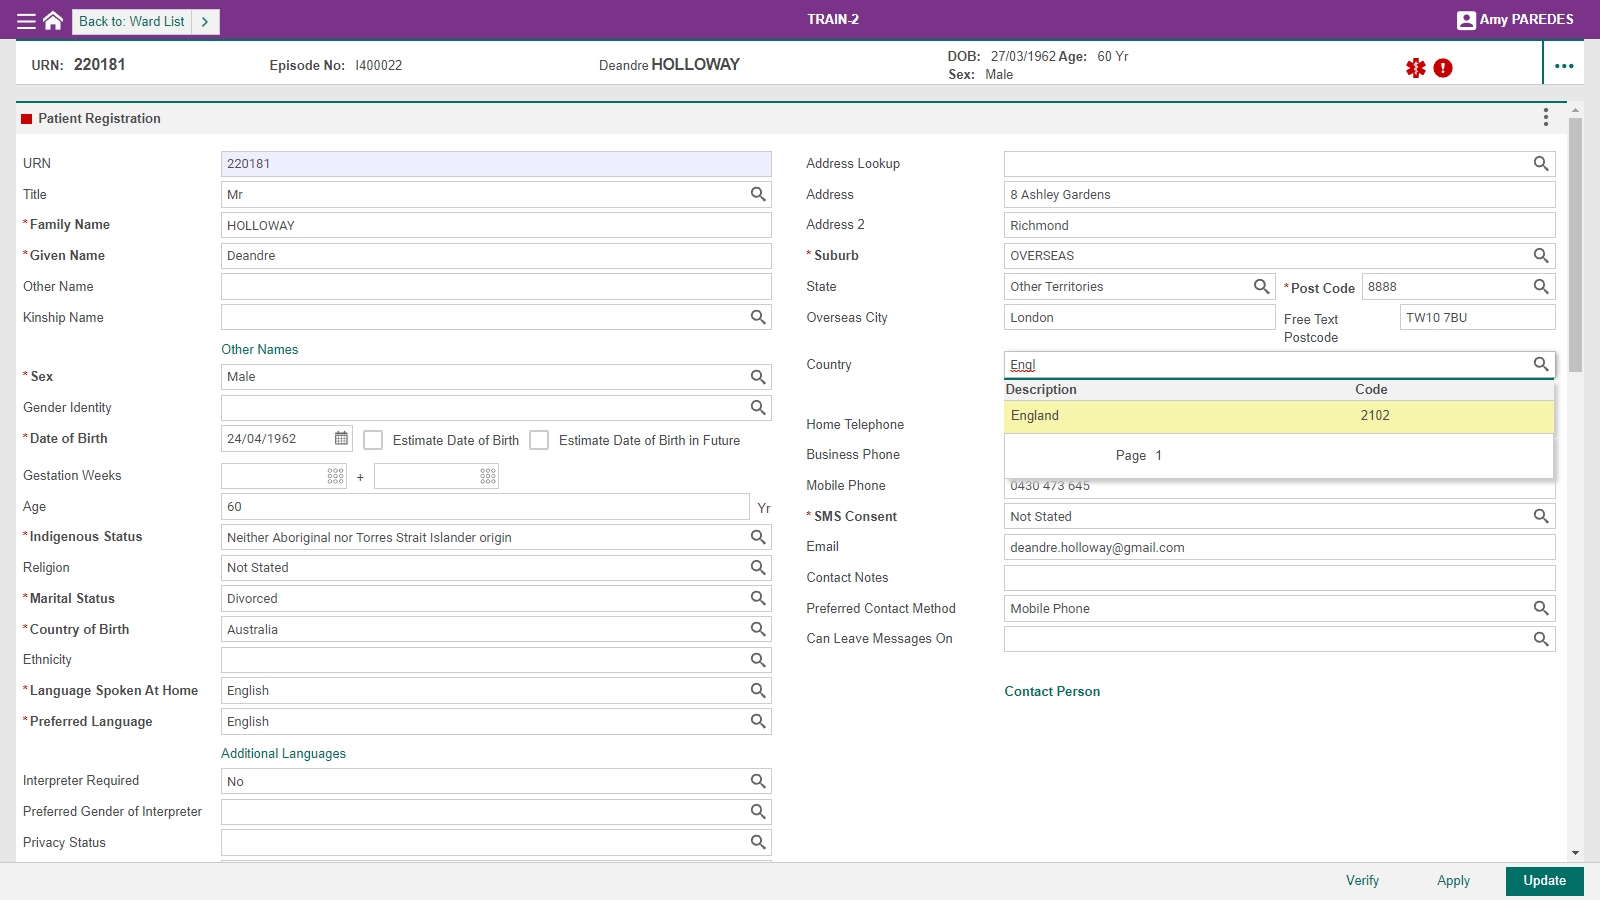 Back to: Ward List
TRAIN-2
Amy PAREDES
URN: 220181
Episode No: I400022
Deandre HOLLOWAY
DOB: 27/03/1962 Age: 60 Yr
Sex: Male
Patient Registration
URN 220181
Title Mr
* Family Name HOLLOWAY
* Given Name Deandre
Other Name
Kinship Name
Other Names
* Sex Male
Gender Identity
* Date of Birth 24/04/1962 Estimate Date of Birth Estimate Date of Birth in Future
Gestation Weeks +
Age 60 Yr
* Indigenous Status Neither Aboriginal nor Torres Strait Islander origin
Religion Not Stated
* Marital Status Divorced
* Country of Birth Australia
Ethnicity
* Language Spoken At Home English
* Preferred Language English
Additional Languages
Interpreter Required No
Preferred Gender of Interpreter
Privacy Status
Address Lookup
Address 8 Ashley Gardens
Address 2 Richmond
* Suburb OVERSEAS
State Other Territories * Post Code 8888
Overseas City London Free Text Postcode TW10 7BU
Country Engl
Description Code
England 2102
Page 1
Home Telephone
Business Phone
Mobile Phone 0430 473 645
* SMS Consent Not Stated
Email deandre.holloway@gmail.com
Contact Notes
Preferred Contact Method Mobile Phone
Can Leave Messages On
Contact Person
Verify
Apply
Update